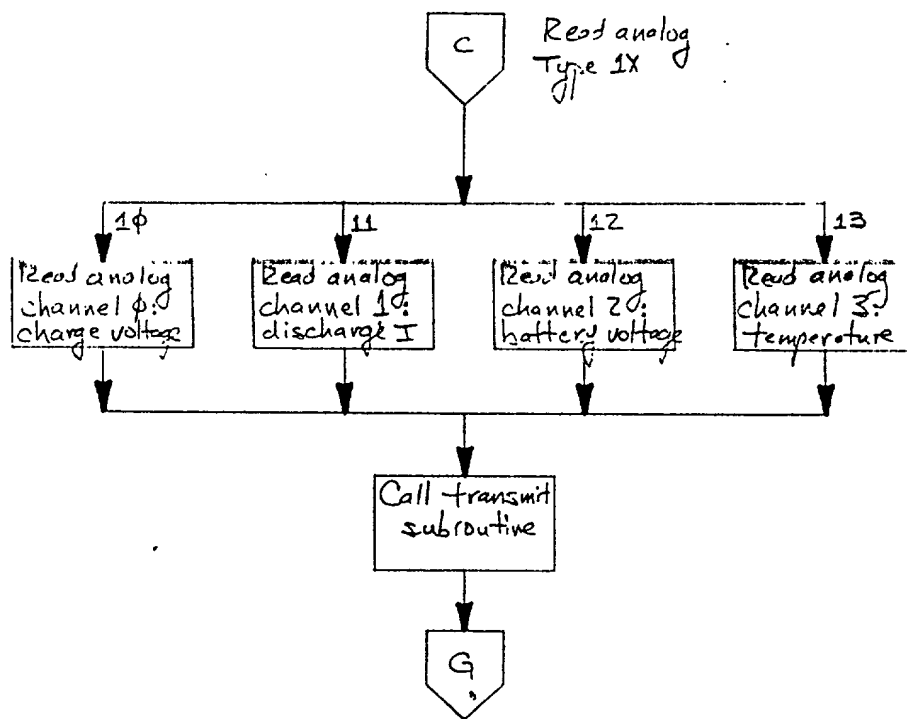 C
Read analog
Type 1X
1ϕ
11
12
13
Read analog
channel ϕ:
charge voltage
Read analog
channel 1:
discharge I
Read analog
channel 2:
battery voltage
Read analog
channel 3:
temperature
Call transmit
subroutine
G